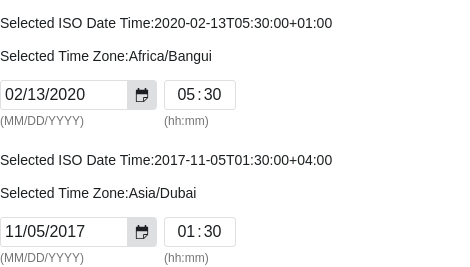 Selected ISO Date Time:2020-02-13T05:30:00+01:00
Selected Time Zone:Africa/Bangui
02/13/2020 05:30
(MM/DD/YYYY) (hh:mm)
Selected ISO Date Time:2017-11-05T01:30:00+04:00
Selected Time Zone:Asia/Dubai
11/05/2017 01:30
(MM/DD/YYYY) (hh:mm)